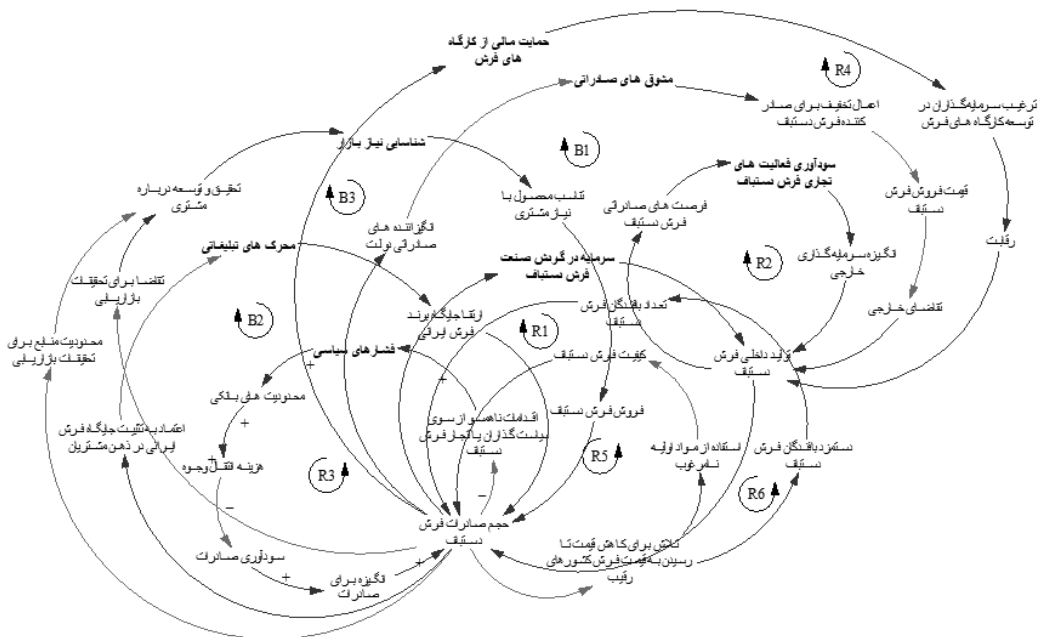 حمایت مالی از کارگاه
های فرش
مشوق های صادراتی
R4
اعمال تخفیف برای صادر
کننده فرش دستباف
ترغیب سرمایه‌گذاران در
توسعه کارگاه های فرش
شناسایی نیاز بازار
B1
B3
سودآوری فعالیت های
تجاری فرش دستباف
تحقیق و توسعه درباره
مشتری
تناسب محصول با
نیاز مشتری
قیمت فروش فرش
دستباف
فرصت های صادراتی
فرش دستباف
انگیزاننده های
صادراتی دولت
رقابت
محرک های تبلیغاتی
سرمایه در گردش صنعت
فرش دستباف
انگیزه سرمایه گذاری
خارجی
R2
تقاضا برای تحقیقات
بازاریابی
تقاضای خارجی
تعداد بافندگان فرش
دستباف
ارتقا جایگاه برند
فرش ایرانی
B2
R1
محدودیت منابع برای
تحقیقات بازاریابی
فشارهای سیاسی
کیفیت فرش دستباف
تولید داخلی فرش
دستباف
+
+
محدودیت های بانکی
فروش فرش دستباف
اقدامات ناهمسو از سوی
سیاست گذاران یا تجار فرش
دستباف
+
اعتماد به تثبیت جایگاه فرش
ایرانی در ذهن مشتریان
استفاده از مواد اولیه
نامرغوب
دستمزد بافندگان فرش
دستباف
+
هزینه انتقال وجوه
R3
R5
R6
–
–
حجم صادرات فرش
دستباف
سودآوری صادرات
تلاش برای کاهش قیمت تا
رسیدن به قیمت فرش کشورهای
رقیب
+
انگیزه برای
صادرات
+